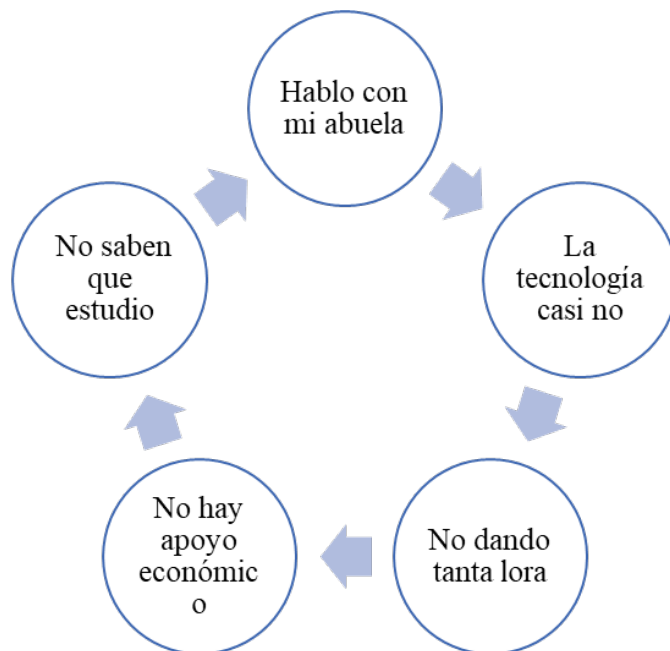 Hablo con
mi abuela
La
tecnología
casi no
No dando
tanta lora
No hay
apoyo
económic
o
No saben
que
estudio